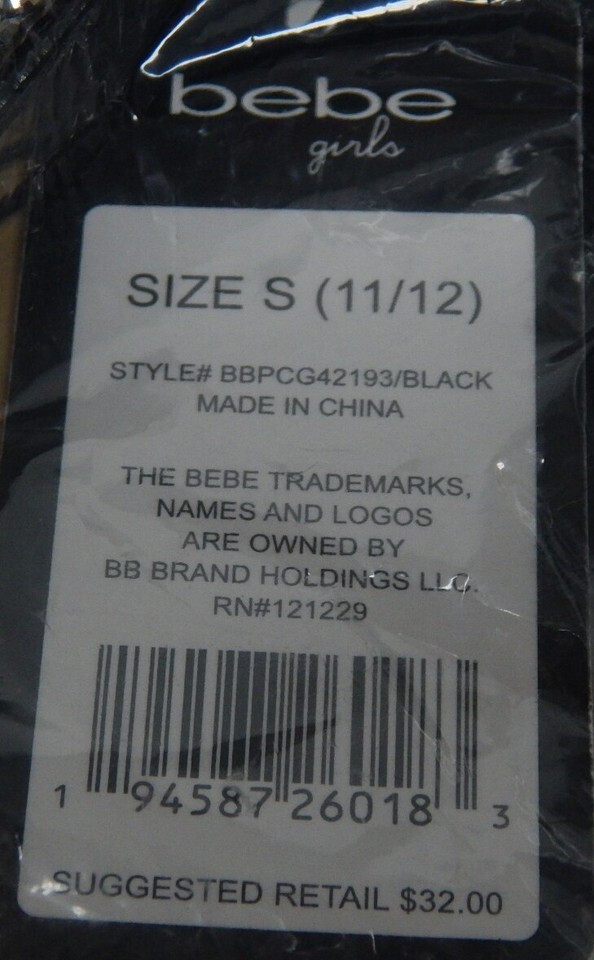 bebe
girls
SIZE S (11/12)
STYLE# BBPCG42193/BLACK
MADE IN CHINA
THE BEBE TRADEMARKS,
NAMES AND LOGOS
ARE OWNED BY
BB BRAND HOLDINGS LLC.
RN#121229
1 94587 26018 3
SUGGESTED RETAIL $32.00